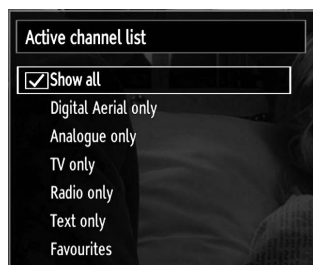 Active channel list
Show all
Digital Aerial only
Analogue only
TV only
Radio only
Text only
Favourites